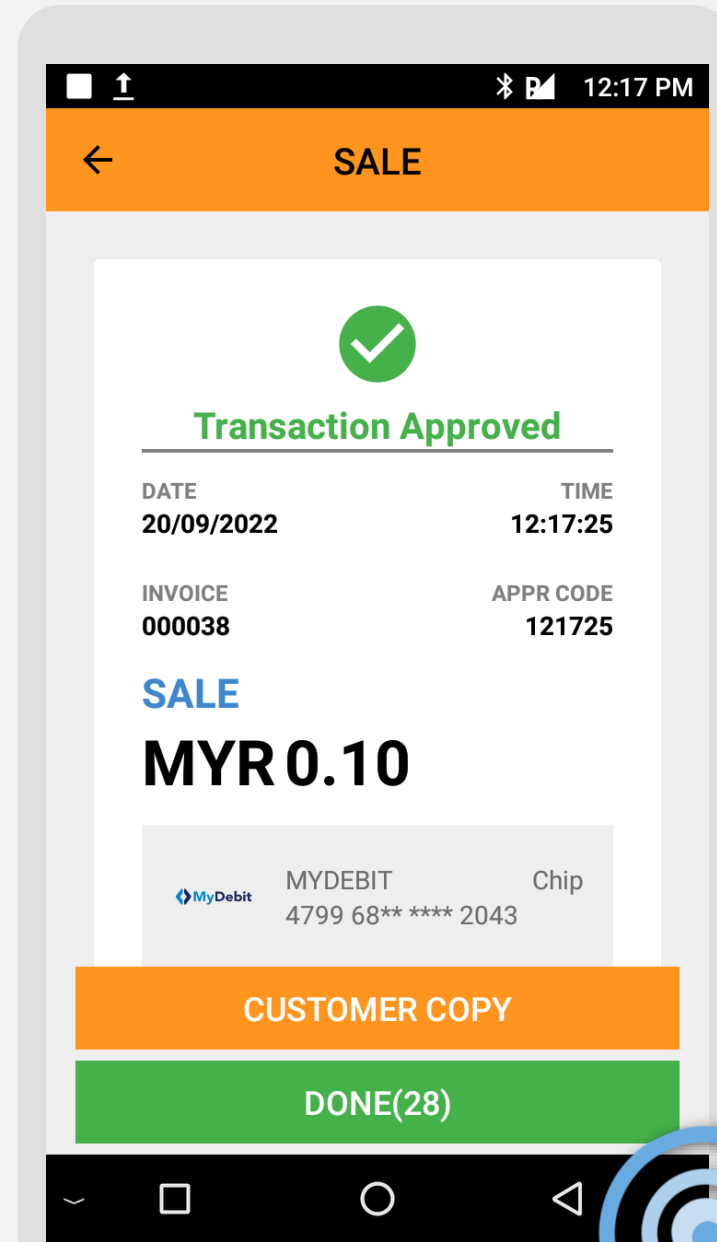 12:17 PM
SALE
Transaction Approved
DATE TIME
20/09/2022 12:17:25
INVOICE APPR CODE
000038 121725
SALE
MYR 0.10
MyDebit
MYDEBIT Chip
4799 68** **** 2043
CUSTOMER COPY
DONE(28)